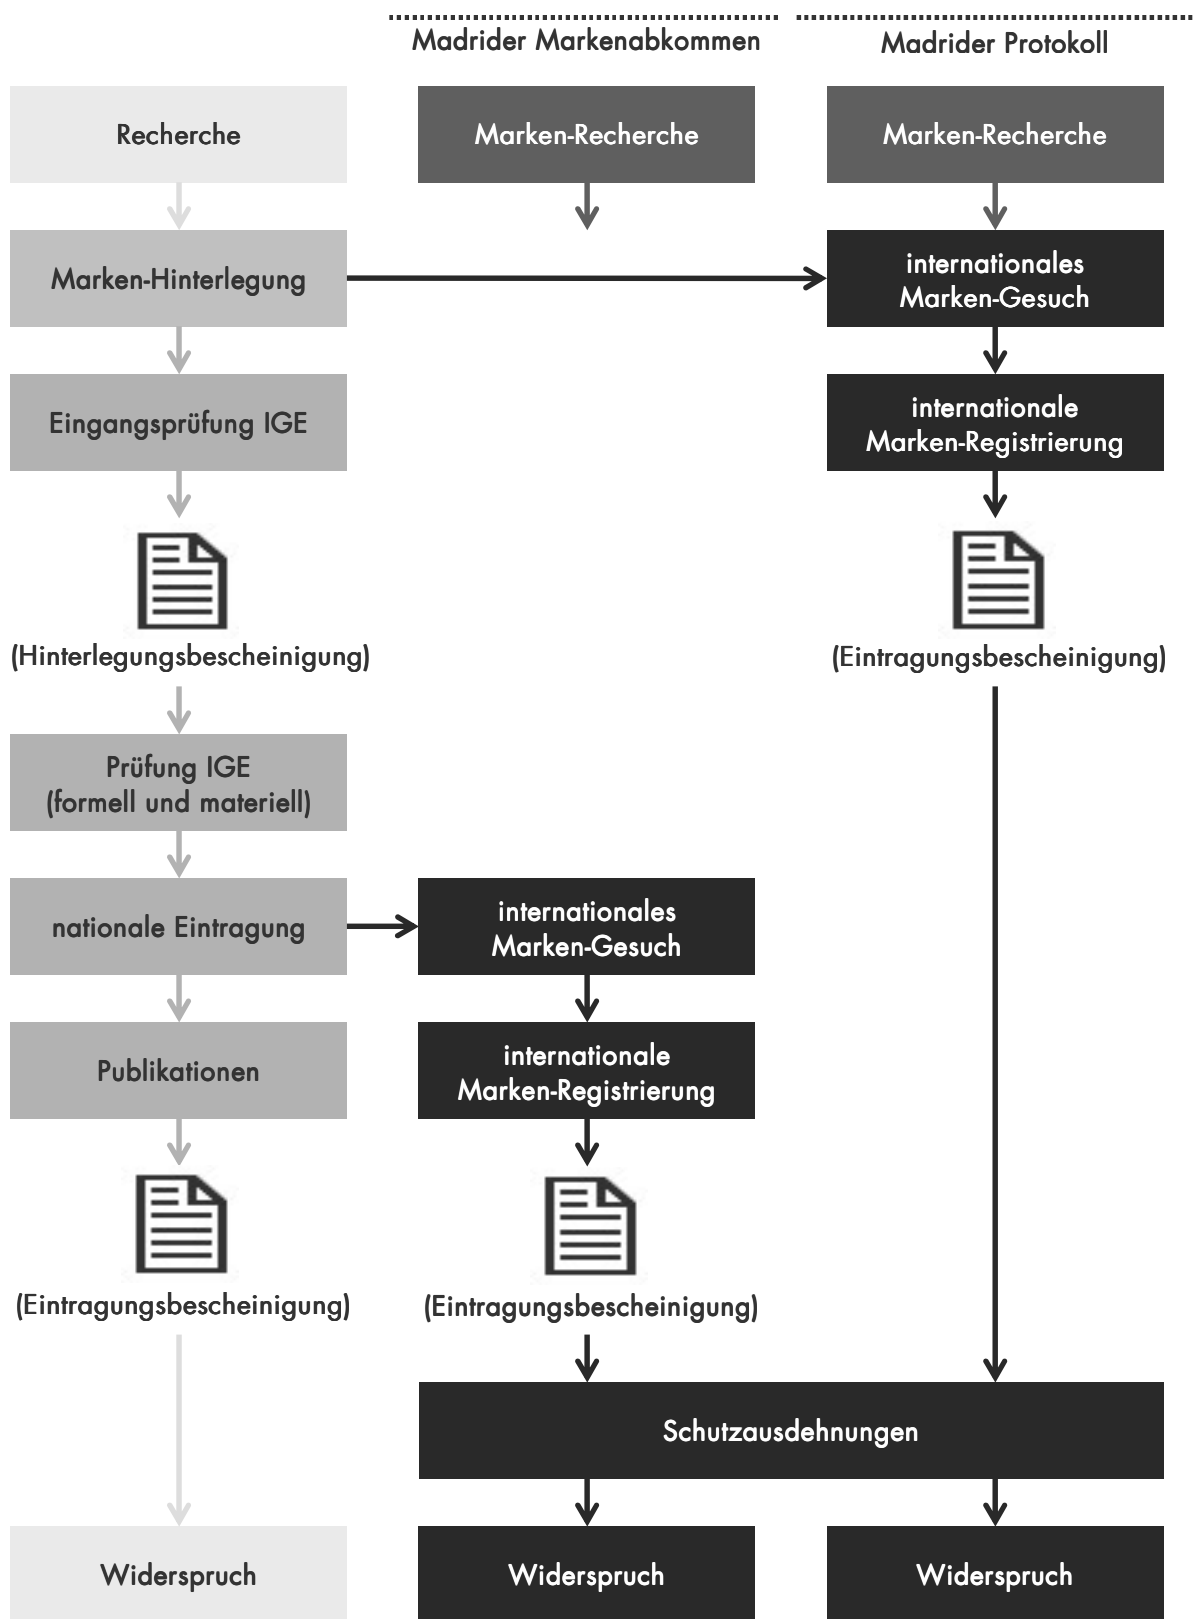 Madrider Markenabkommen
Madrider Protokoll
Recherche
Marken-Recherche
Marken-Recherche
Marken-Hinterlegung
internationales
Marken-Gesuch
Eingangsprüfung IGE
internationale
Marken-Registrierung
(Hinterlegungsbescheinigung)
(Eintragungsbescheinigung)
Prüfung IGE
(formell und materiell)
nationale Eintragung
internationales
Marken-Gesuch
Publikationen
internationale
Marken-Registrierung
(Eintragungsbescheinigung)
(Eintragungsbescheinigung)
Schutzausdehnungen
Widerspruch
Widerspruch
Widerspruch